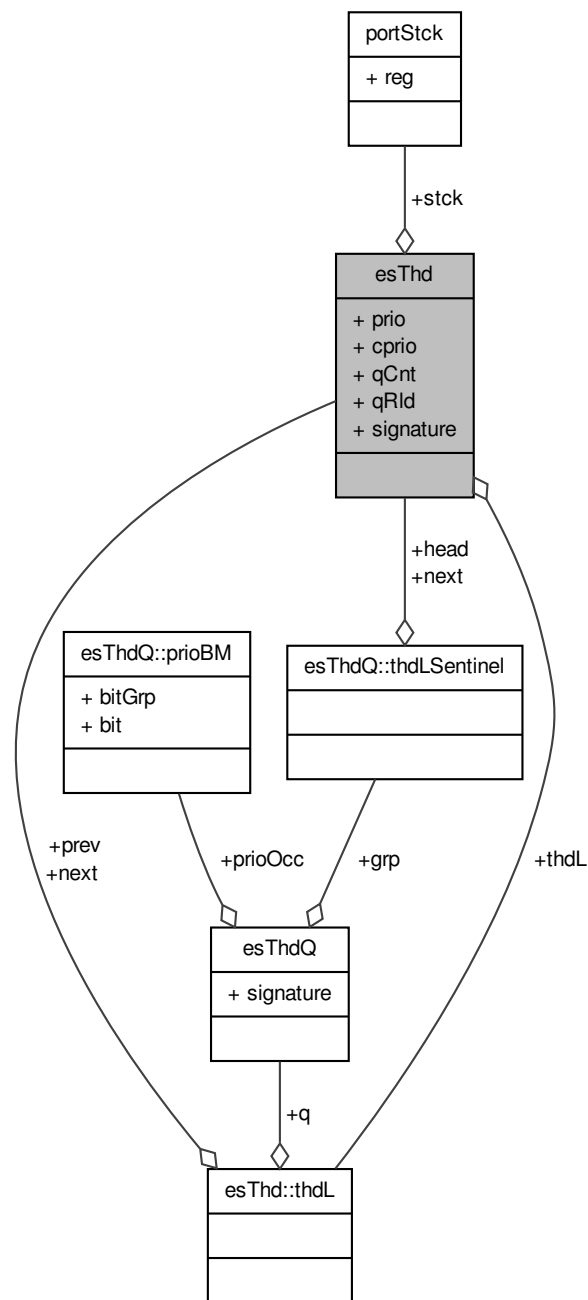 portStck
+ reg
+stck
esThd
+ prio
+ cprio
+ qCnt
+ qRld
+ signature
+head
+next
esThdQ::prioBM
+ bitGrp
+ bit
esThdQ::thdLSentinel
+prev
+next
+prioOcc
+grp
+thdL
esThdQ
+ signature
+q
esThd::thdL